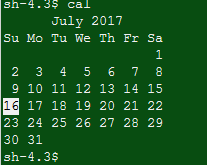 sh-4.3$ cal
July 2017
Su Mo Tu We Th Fr Sa
1
2 3 4 5 6 7 8
9 10 11 12 13 14 15
16 17 18 19 20 21 22
23 24 25 26 27 28 29
30 31
sh-4.3$